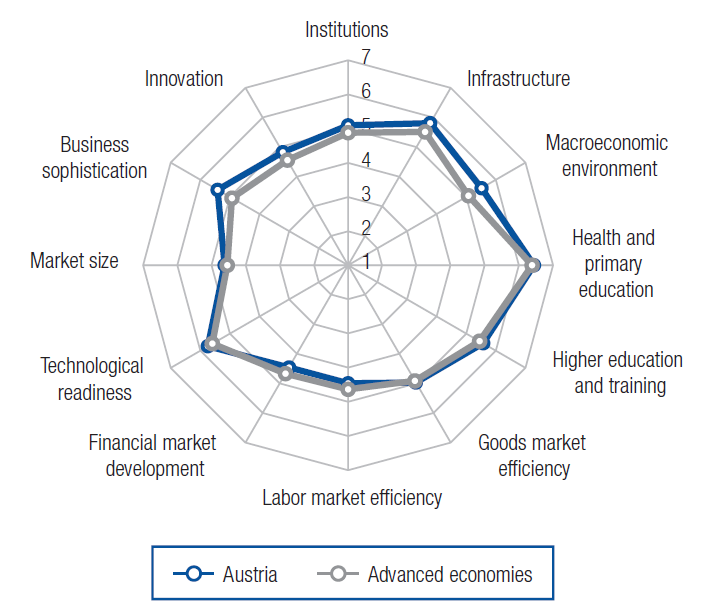 Institutions
7
6
5
4
3
2
1
Infrastructure
Macroeconomic
environment
Health and
primary
education
Higher education
and training
Goods market
efficiency
Labor market efficiency
Financial market
development
Technological
readiness
Market size
Business
sophistication
Innovation
Austria
Advanced economies